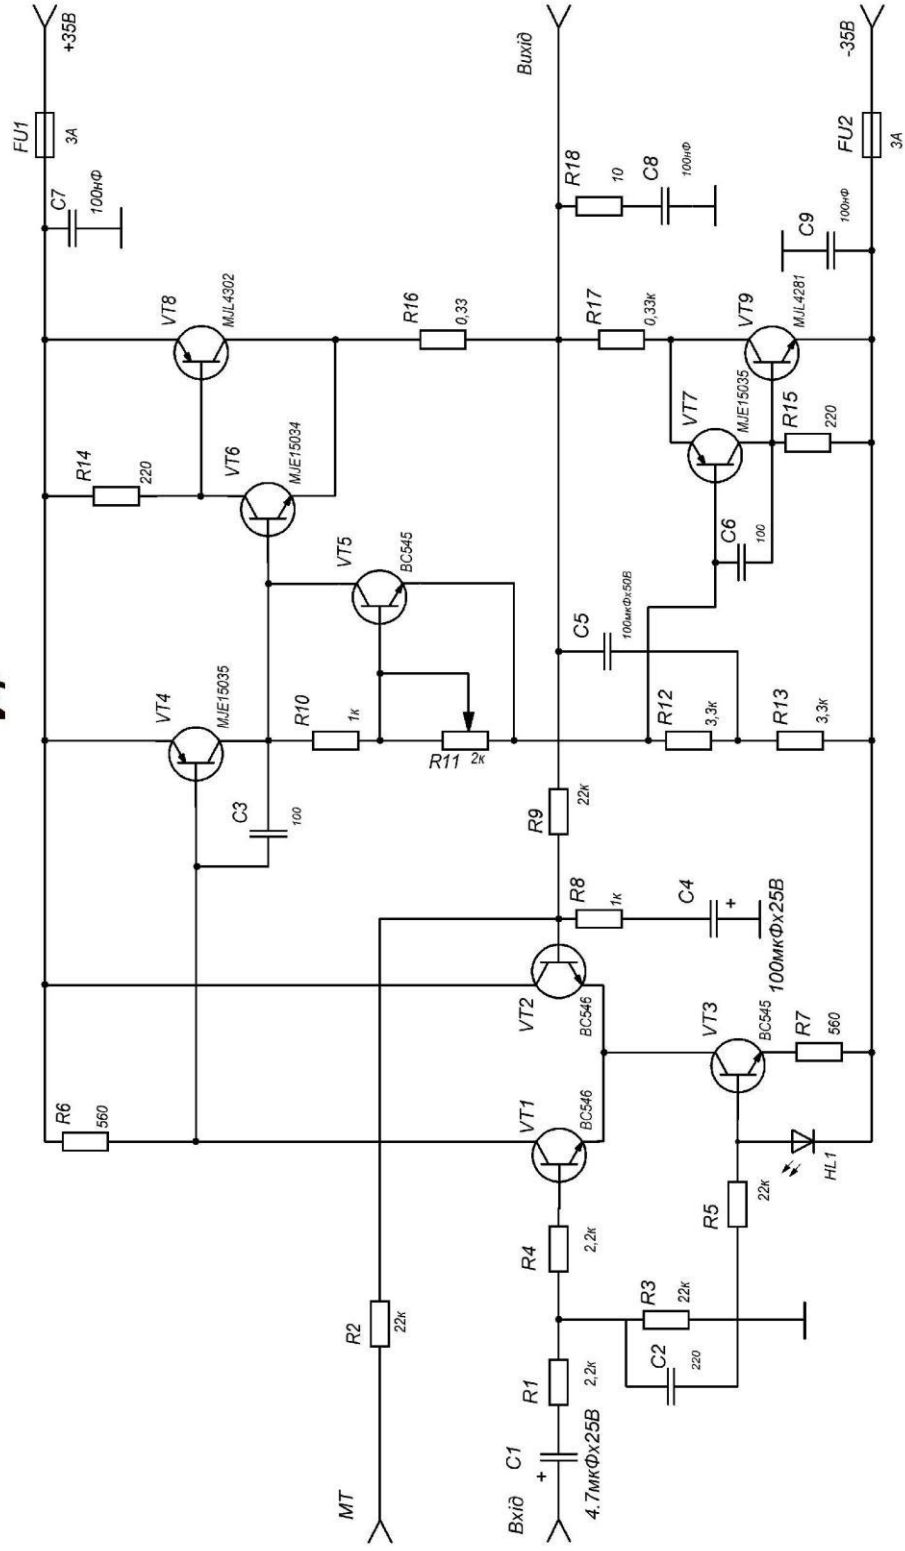 +35В
FU1
3А
C7
100нФ
VT8
MJL4302
R14
220
VT6
MJE15034
R16
0,33
VT5
BC545
VT4
MJE15035
R10
1к
R11
2к
C3
100
R6
560
Вихід
R18
10
C8
100нФ
R17
0,33к
C5
100мкФх50В
R9
22к
R8
1к
C4
+
100мкФх25В
VT2
BC546
VT1
BC546
R4
2,2к
R1
2,2к
C1
+
4.7мкФх25В
Вхід
МТ
R2
22к
-35В
FU2
3А
C9
100нФ
VT9
MJL4281
VT7
MJE15035
R15
220
C6
100
R12
3,3к
R13
3,3к
VT3
BC545
R7
560
HL1
R5
22к
R3
22к
C2
220